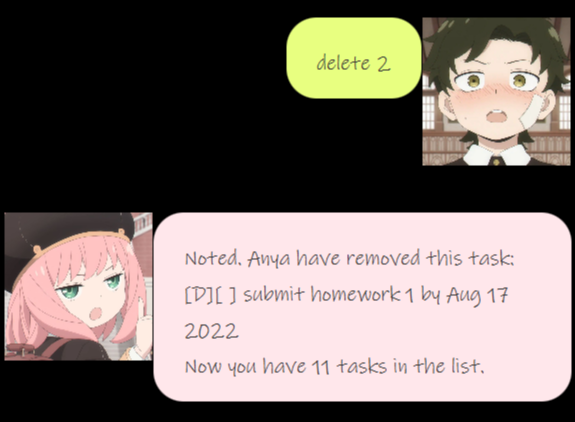 delete 2
Noted. Anya have removed this task:
[D][ ] submit homework 1 by Aug 17
2022
Now you have 11 tasks in the list.